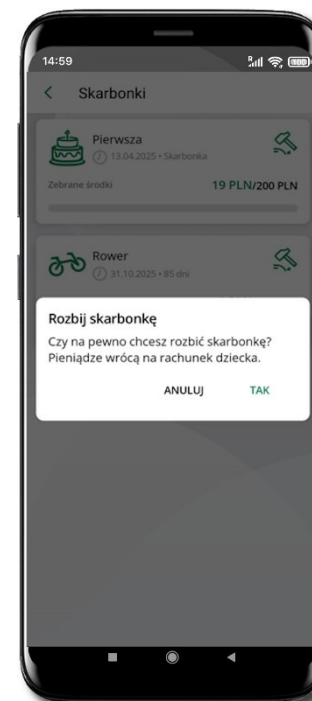 14:59
Skarbonki
Pierwsza
13.04.2025 • Skarbonka
Zebrane środki 19 PLN/200 PLN
Rower
31.10.2025 • 85 dni
Rozbij skarbonkę
Czy na pewno chcesz rozbić skarbonkę?
Pieniądze wrócą na rachunek dziecka.
ANULUJ TAK